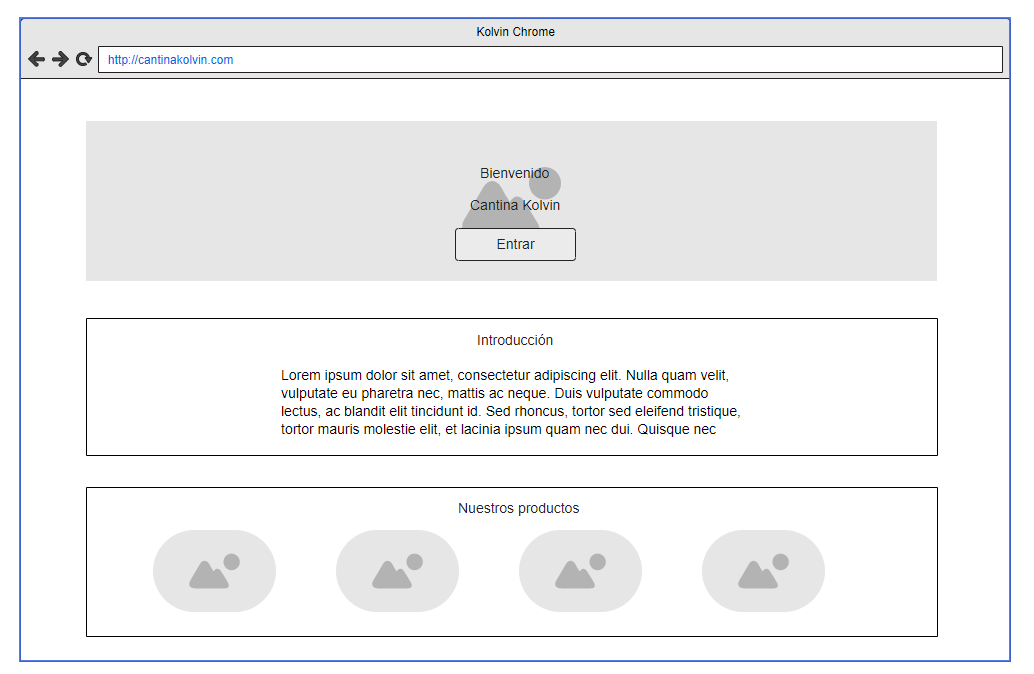 Kolvin Chrome
http://cantinakolvin.com
Bienvenido
Cantina Kolvin
Entrar
Introducción
Lorem ipsum dolor sit amet, consectetur adipiscing elit. Nulla quam velit,
vulputate eu pharetra nec, mattis ac neque. Duis vulputate commodo
lectus, ac blandit elit tincidunt id. Sed rhoncus, tortor sed eleifend tristique,
tortor mauris molestie elit, et lacinia ipsum quam nec dui. Quisque nec
Nuestros productos